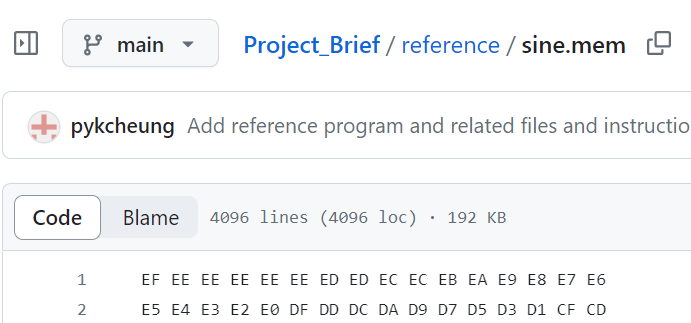 main Project_Brief / reference / sine.mem
pykcheung Add reference program and related files and instructio
Code Blame 4096 lines (4096 loc) · 192 KB
1 EF EE EE EE EE EE ED ED EC EC EB EA E9 E8 E7 E6
2 E5 E4 E3 E2 E0 DF DD DC DA D9 D7 D5 D3 D1 CF CD